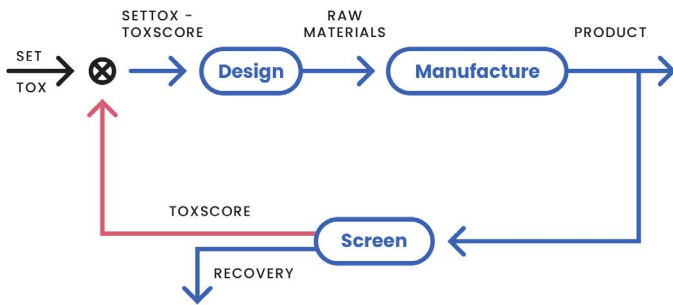 SETTOX -
TOXSCORE
RAW
MATERIALS
PRODUCT
SET
TOX
Design
Manufacture
TOXSCORE
Screen
RECOVERY